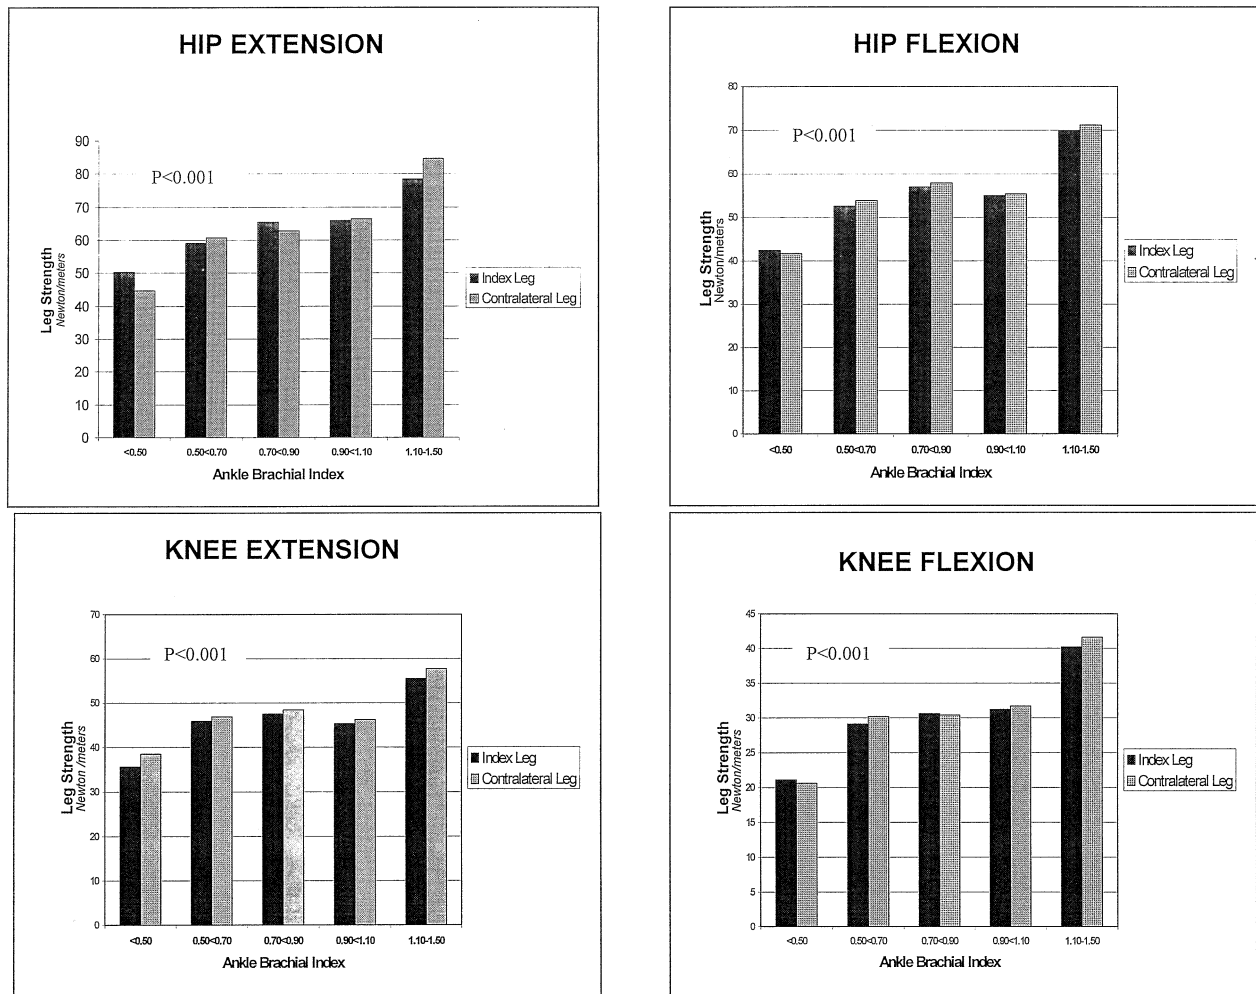 HIP EXTENSION
90
80
70
60
50
40
30
20
10
0
P<0.001
Leg Strength
Newton/meters
<0.50 0.50<0.70 0.70<0.90 0.90<1.10 1.10-1.50
Ankle Brachial Index
Index Leg
Contralateral Leg
HIP FLEXION
80
70
60
50
40
30
20
10
0
P<0.001
Leg Strength
Newton/meters
<0.50 0.50<0.70 0.70<0.90 0.90<1.10 1.10-1.50
Ankle Brachial Index
Index Leg
Contralateral Leg
KNEE EXTENSION
70
60
50
40
30
20
10
0
P<0.001
Leg Strength
Newton /meters
<0.50 0.50<0.70 0.70<0.90 0.90<1.10 1.10-1.50
Ankle Brachial Index
Index Leg
Contralateral Leg
KNEE FLEXION
45
40
35
30
25
20
15
10
5
0
P<0.001
Leg Strength
Newton/meters
<0.50 0.50<0.70 0.70<0.90 0.90<1.10 1.10-1.50
Ankle Brachial Index
Index Leg
Contralateral Leg